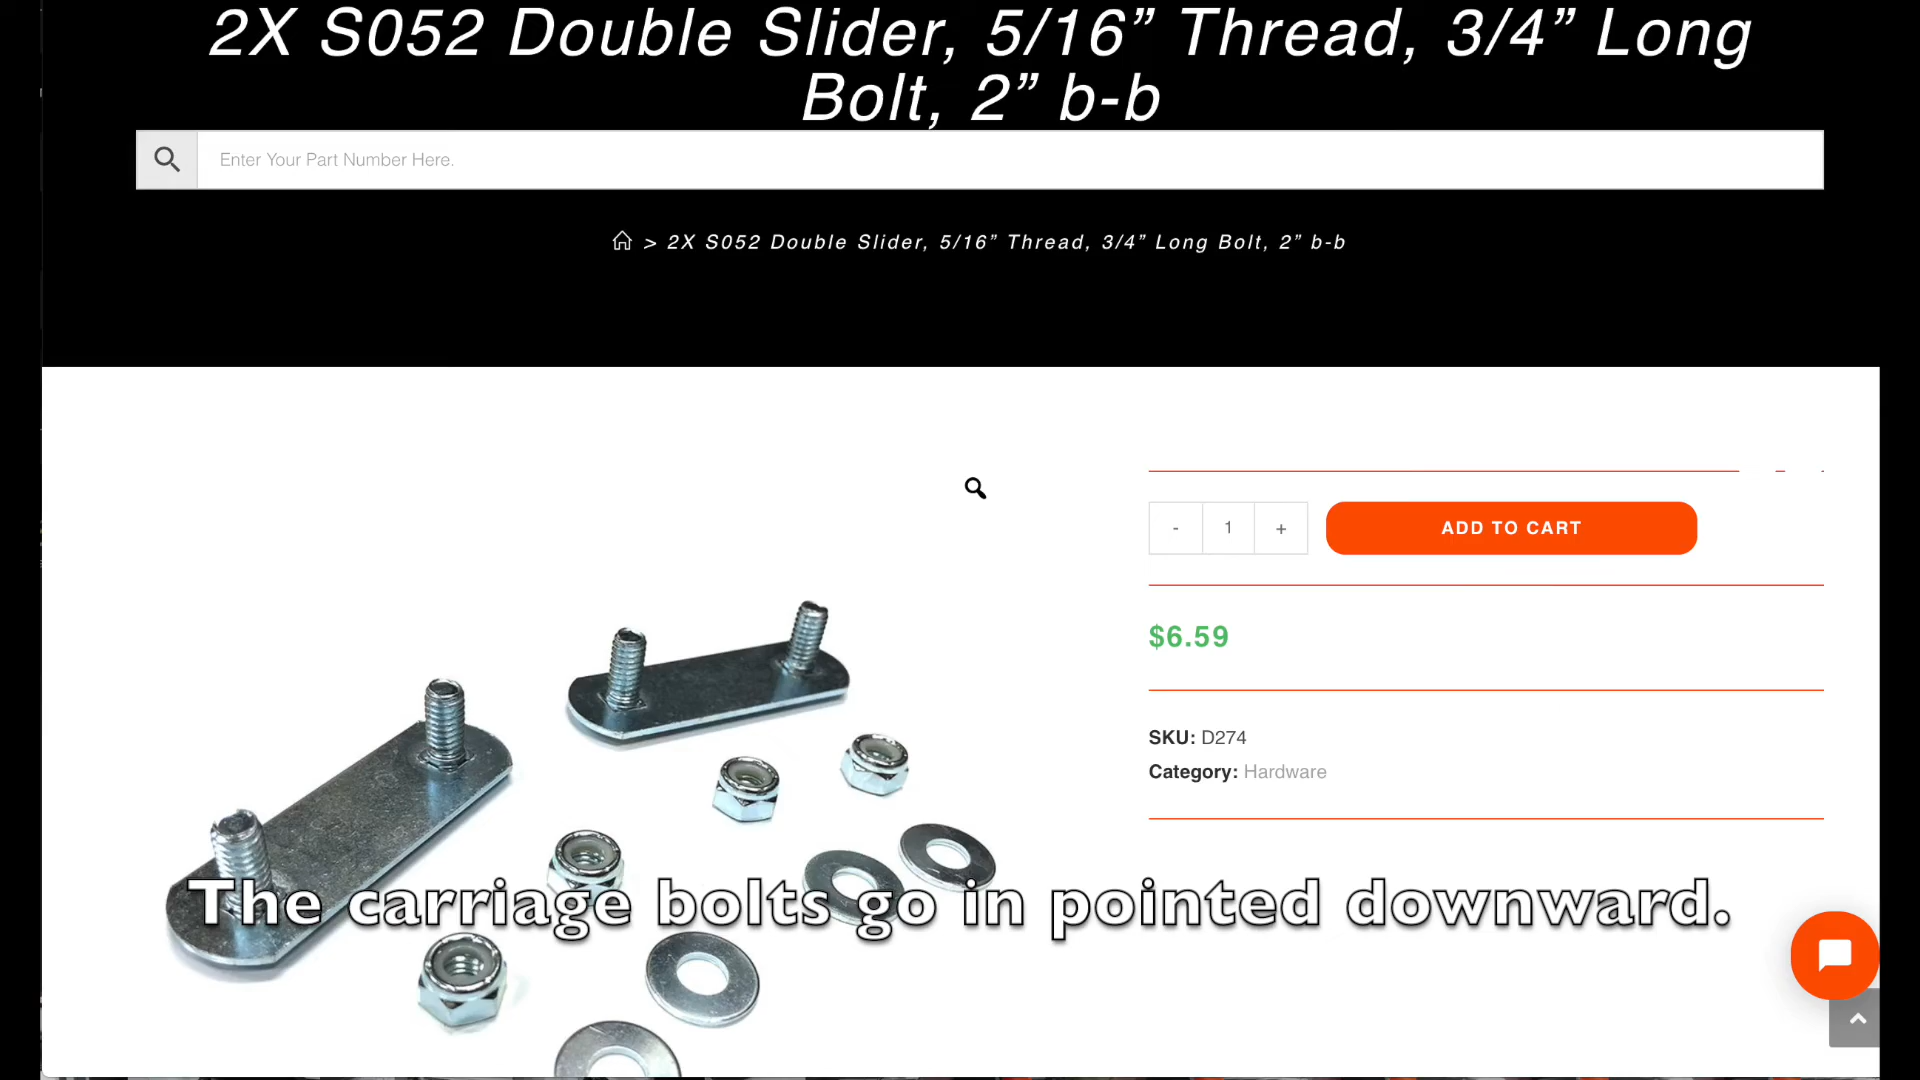 2X S052 Double Slider, 5/16” Thread, 3/4” Long
Bolt, 2” b-b
Enter Your Part Number Here.
> 2X S052 Double Slider, 5/16” Thread, 3/4” Long Bolt, 2” b-b
- 1 +
ADD TO CART
$6.59
SKU: D274
Category: Hardware
The carriage bolts go in pointed downward.